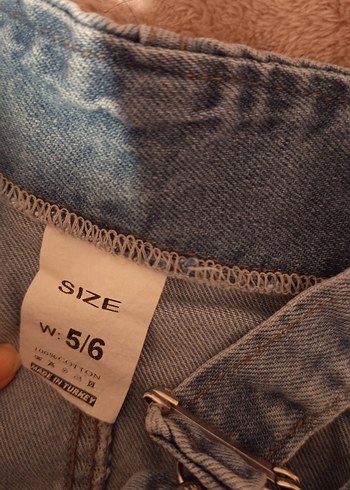 SIZE
W: 5/6
100%COTTON
MADE IN TURKEY